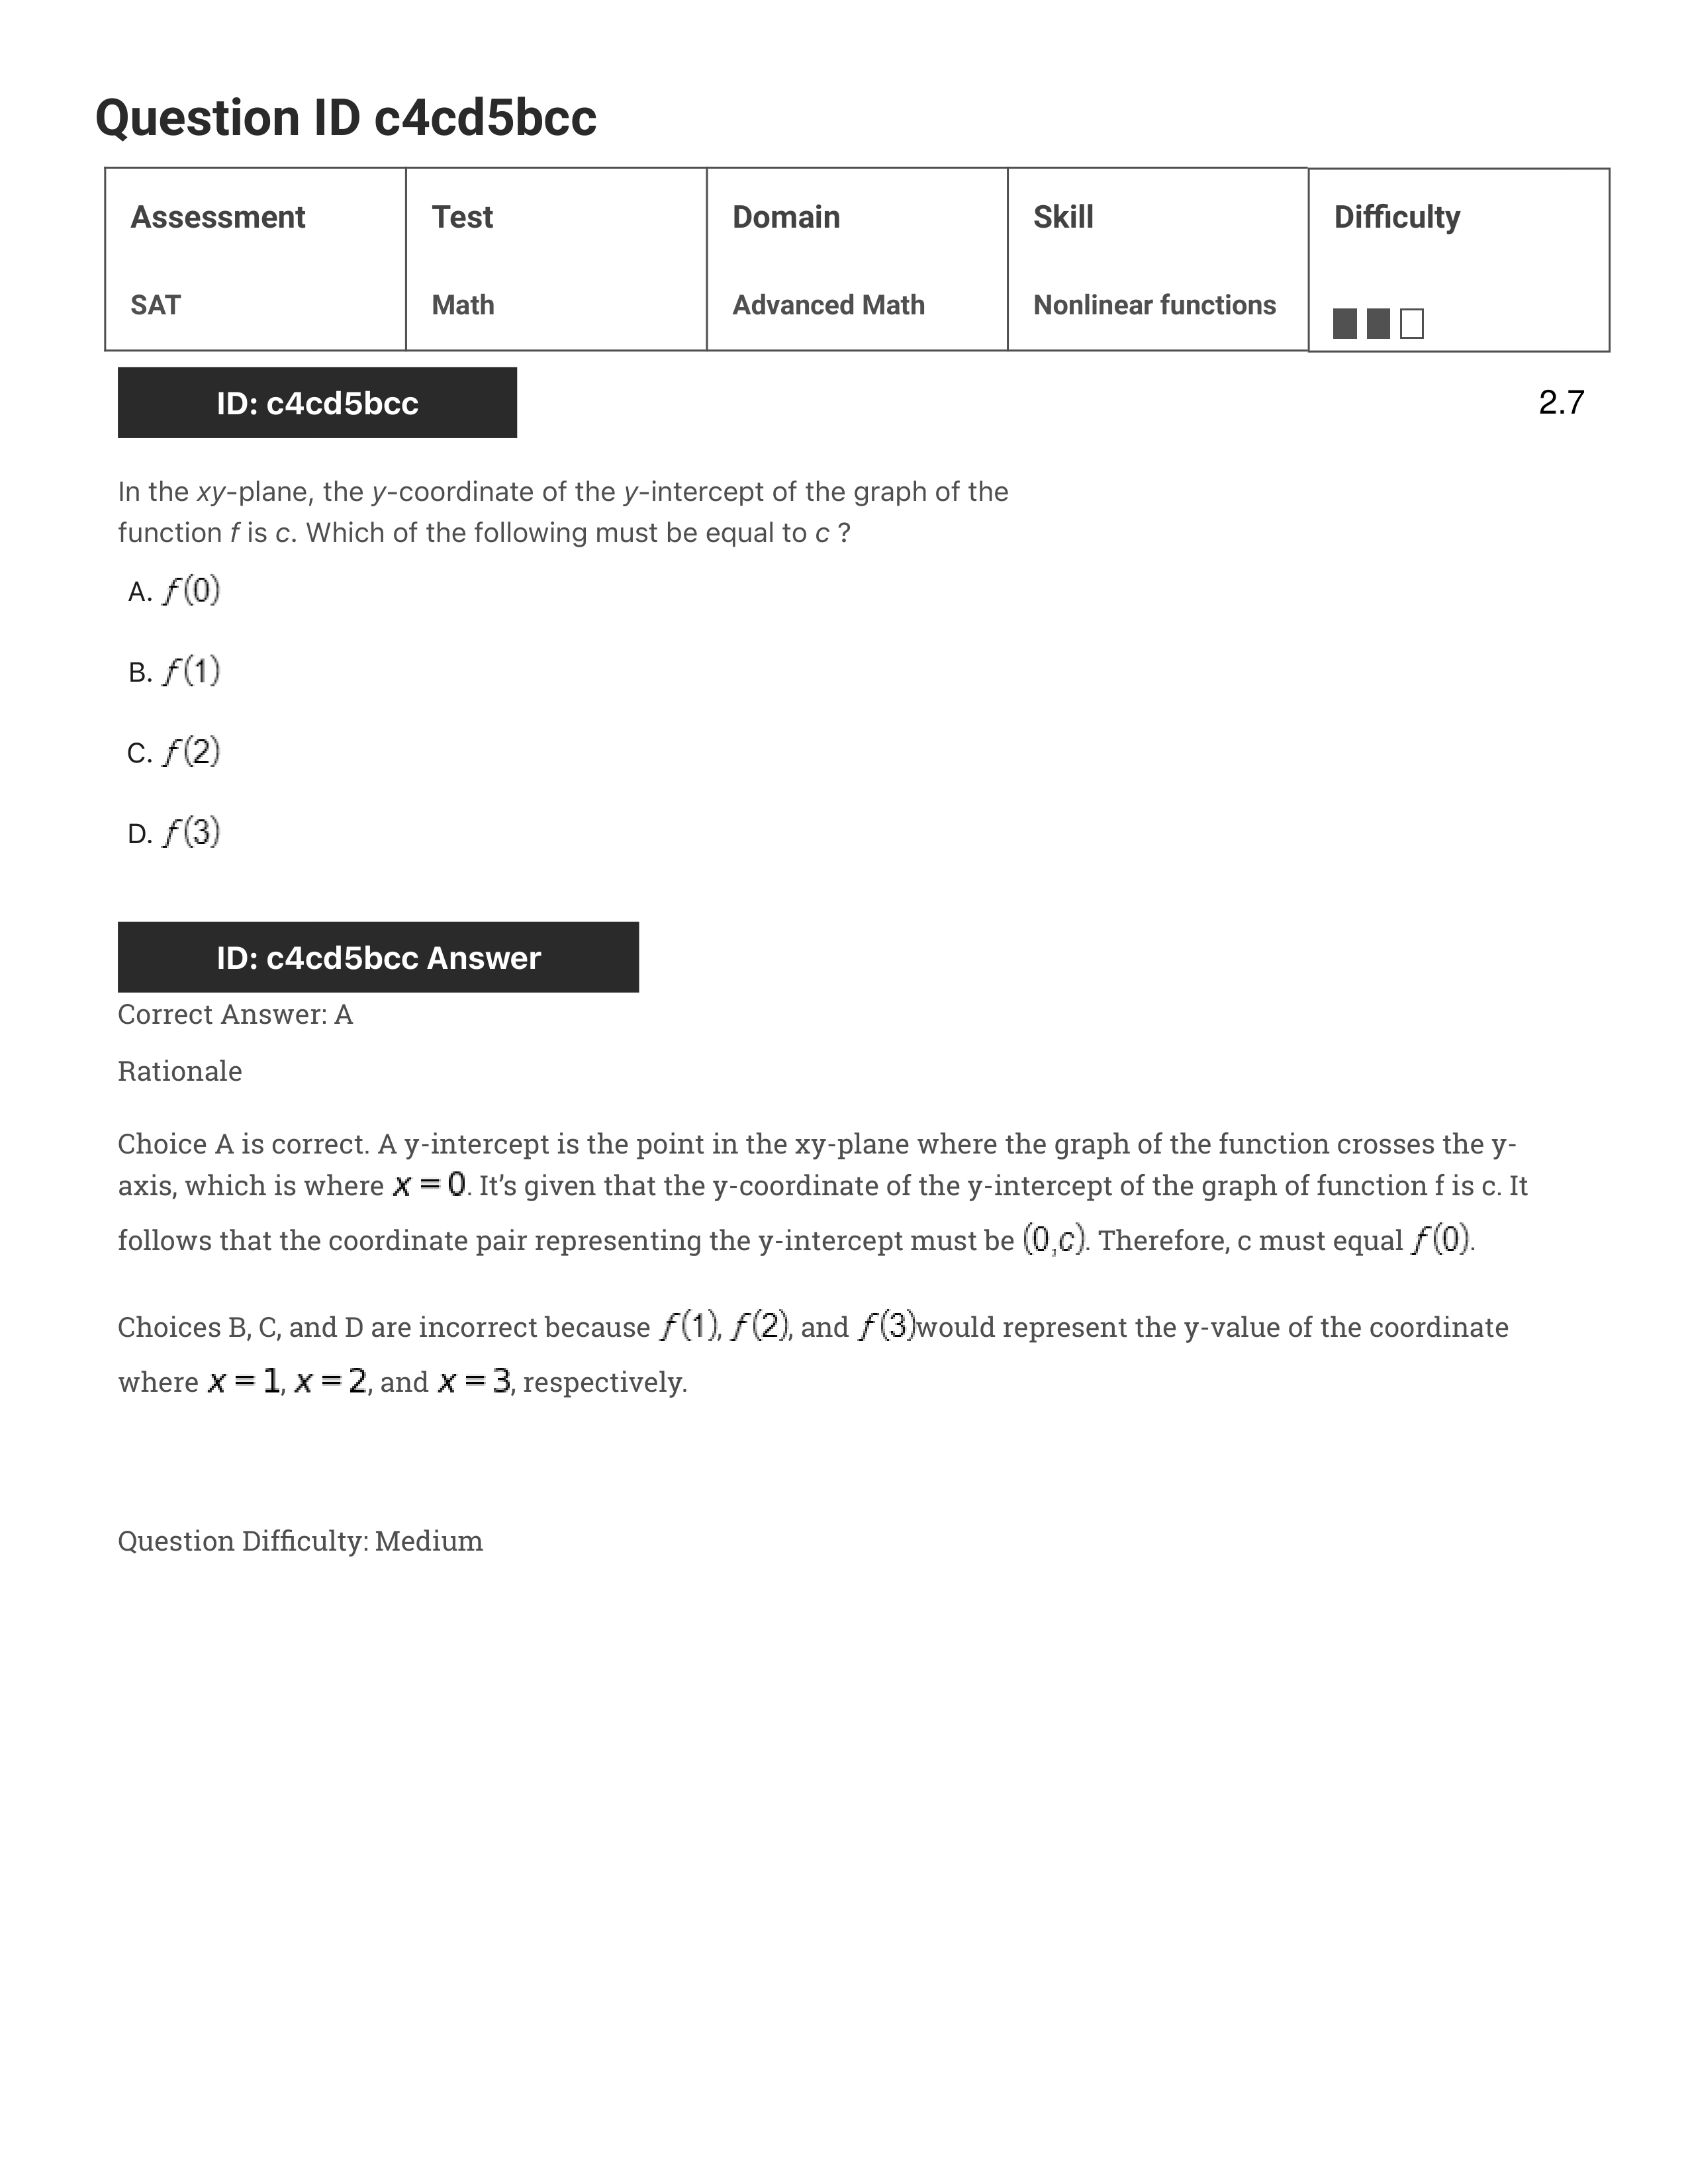 Question ID c4cd5bcc
Assessment Test Domain Skill Difficulty
SAT Math Advanced Math Nonlinear functions
ID: c4cd5bcc 2.7
In the xy-plane, the y-coordinate of the y-intercept of the graph of the
function f is c. Which of the following must be equal to c ?
A. f(0)
B. f(1)
C. f(2)
D. f(3)
ID: c4cd5bcc Answer
Correct Answer: A
Rationale
Choice A is correct. A y-intercept is the point in the xy-plane where the graph of the function crosses the y-
axis, which is where x = 0. It’s given that the y-coordinate of the y-intercept of the graph of function f is c. It
follows that the coordinate pair representing the y-intercept must be (0,c). Therefore, c must equal f(0).
Choices B, C, and D are incorrect because f(1), f(2), and f(3)would represent the y-value of the coordinate
where x = 1, x = 2, and x = 3, respectively.
Question Difficulty: Medium